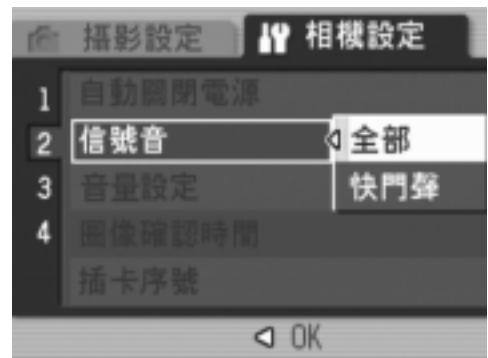 攝影設定 相機設定
1 自動關閉電源
2 信號音 全部
3 音量設定 快門聲
4 圖像確認時間
插卡序號
OK